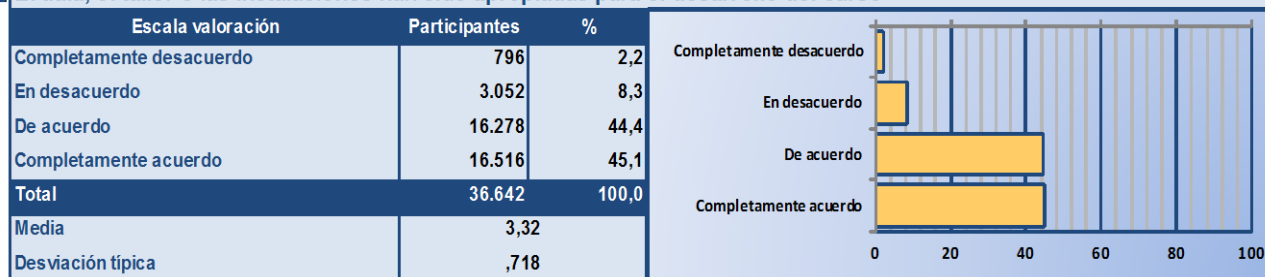 Escala valoración Participantes %
Completamente desacuerdo 796 2,2
En desacuerdo 3.052 8,3
De acuerdo 16.278 44,4
Completamente acuerdo 16.516 45,1
Total 36.642 100,0
Media 3,32
Desviación típica ,718
Completamente desacuerdo
En desacuerdo
De acuerdo
Completamente acuerdo
0 20 40 60 80 100